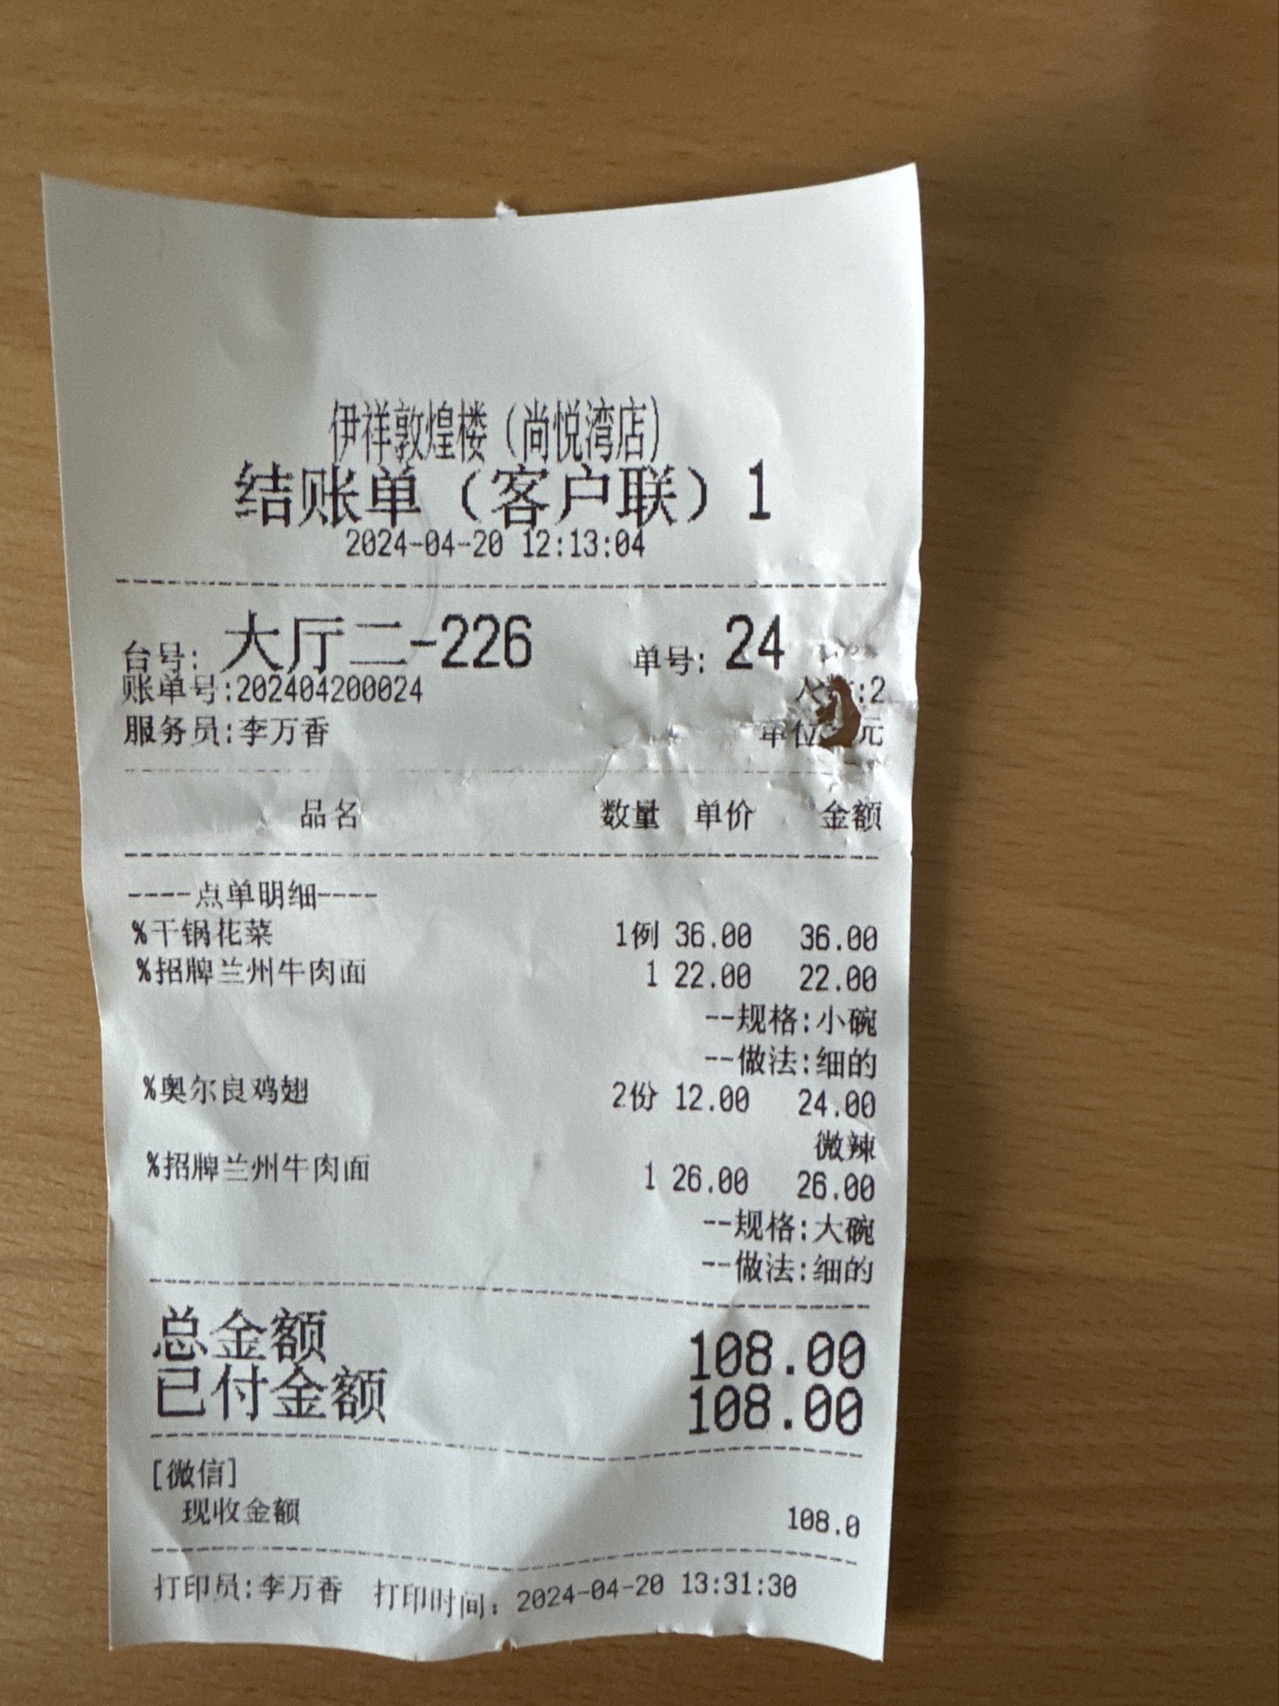 伊祥敦煌楼（尚悦湾店）
结账单（客户联）1
2024-04-20 12:13:04
台号: 大厅二-226 单号: 24
账单号:202404200024 人数:2
服务员:李万香 单位:元
品名 数量 单价 金额
----点单明细----
%干锅花菜 1例 36.00 36.00
%招牌兰州牛肉面 1 22.00 22.00
--规格:小碗
--做法:细的
%奥尔良鸡翅 2份 12.00 24.00
微辣
%招牌兰州牛肉面 1 26.00 26.00
--规格:大碗
--做法:细的
总金额 108.00
已付金额 108.00
[微信]
现收金额 108.0
打印员:李万香 打印时间: 2024-04-20 13:31:30